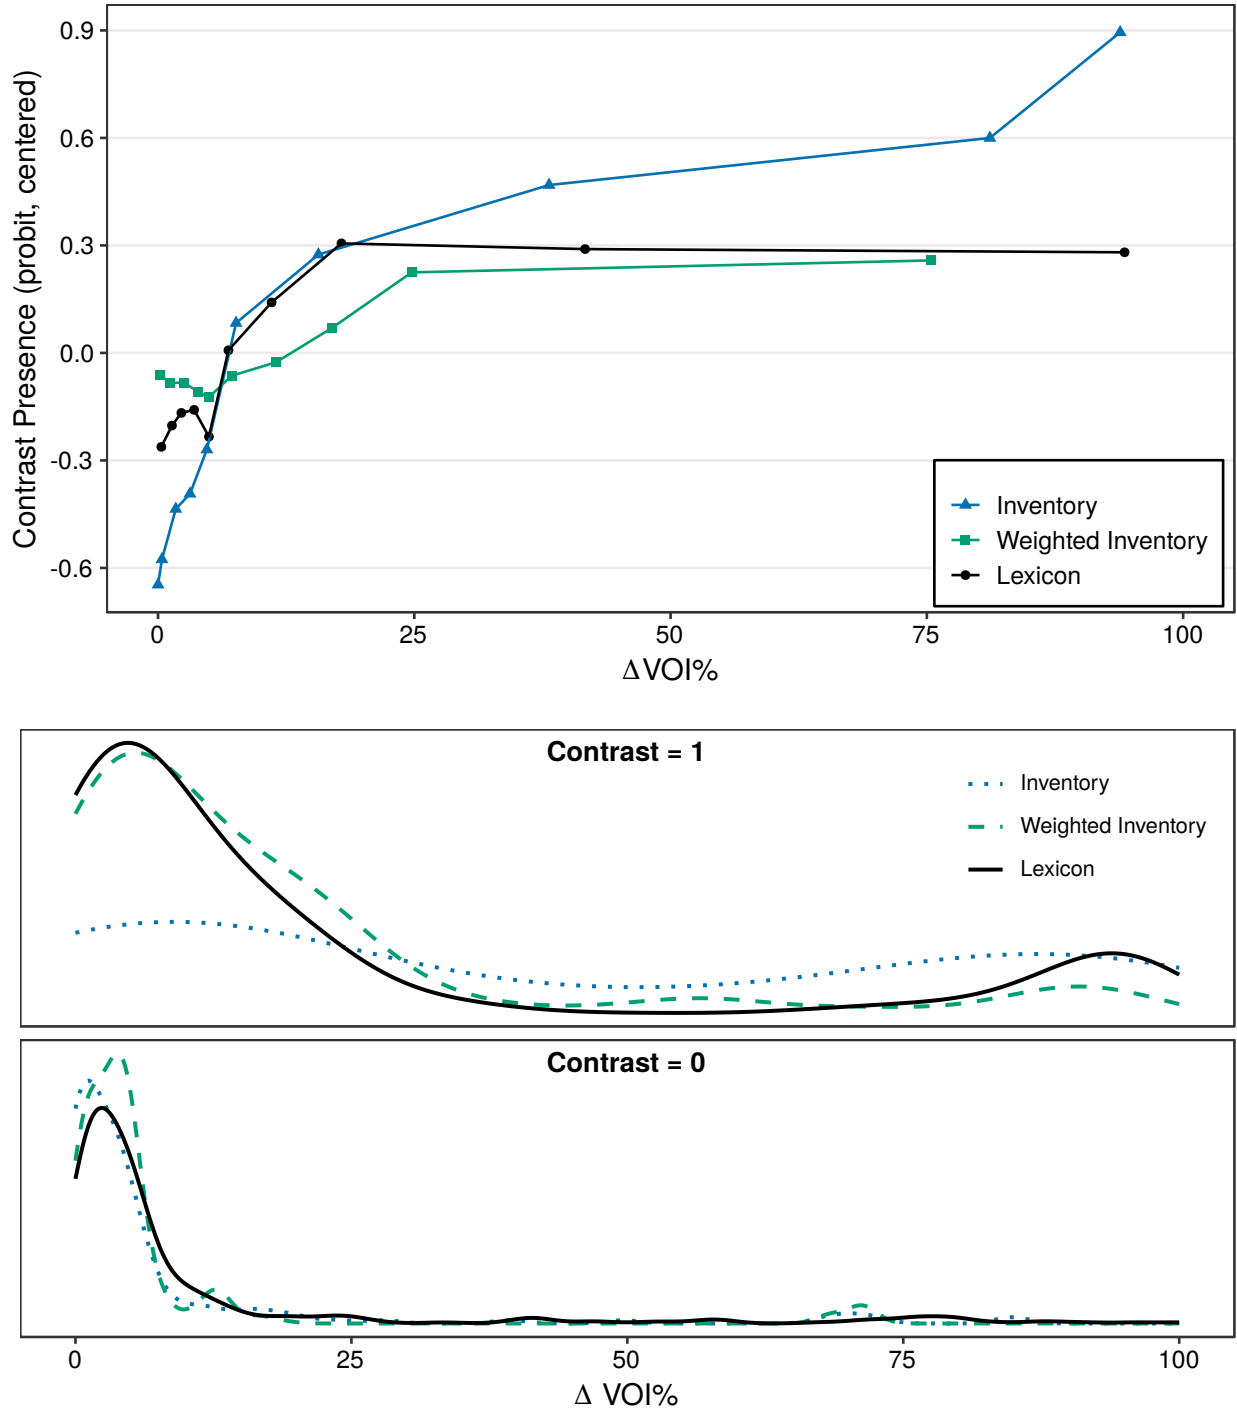 Contrast Presence (probit, centered)
0.9
0.6
0.3
0.0
-0.3
-0.6
Inventory
Weighted Inventory
Lexicon
0 25 50 75 100
ΔVOI%
Contrast = 1
Inventory
Weighted Inventory
Lexicon
Contrast = 0
0 25 50 75 100
Δ VOI%